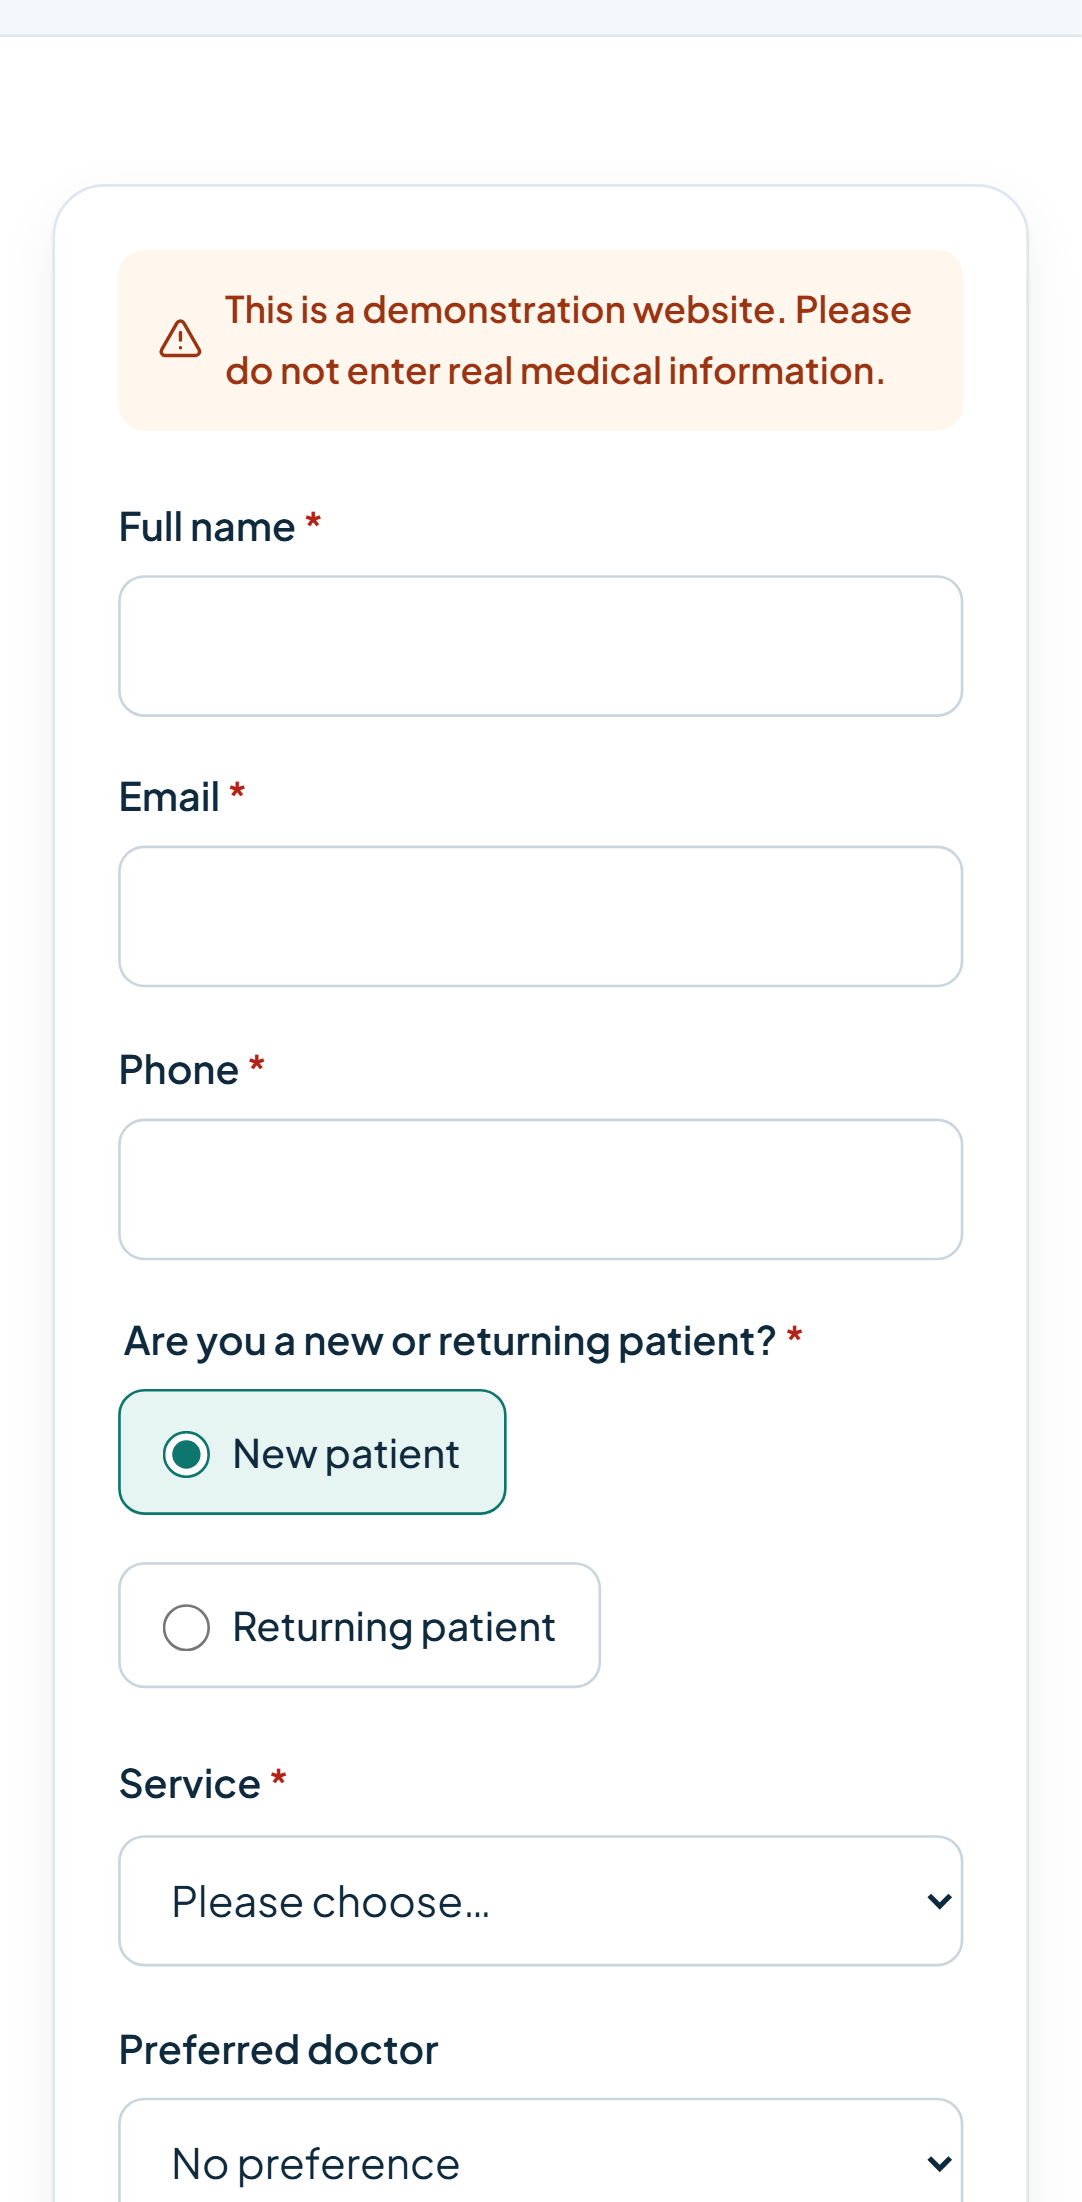 This is a demonstration website. Please
do not enter real medical information.
Full name *
Email *
Phone *
Are you a new or returning patient? *
New patient
Returning patient
Service *
Please choose...
Preferred doctor
No preference